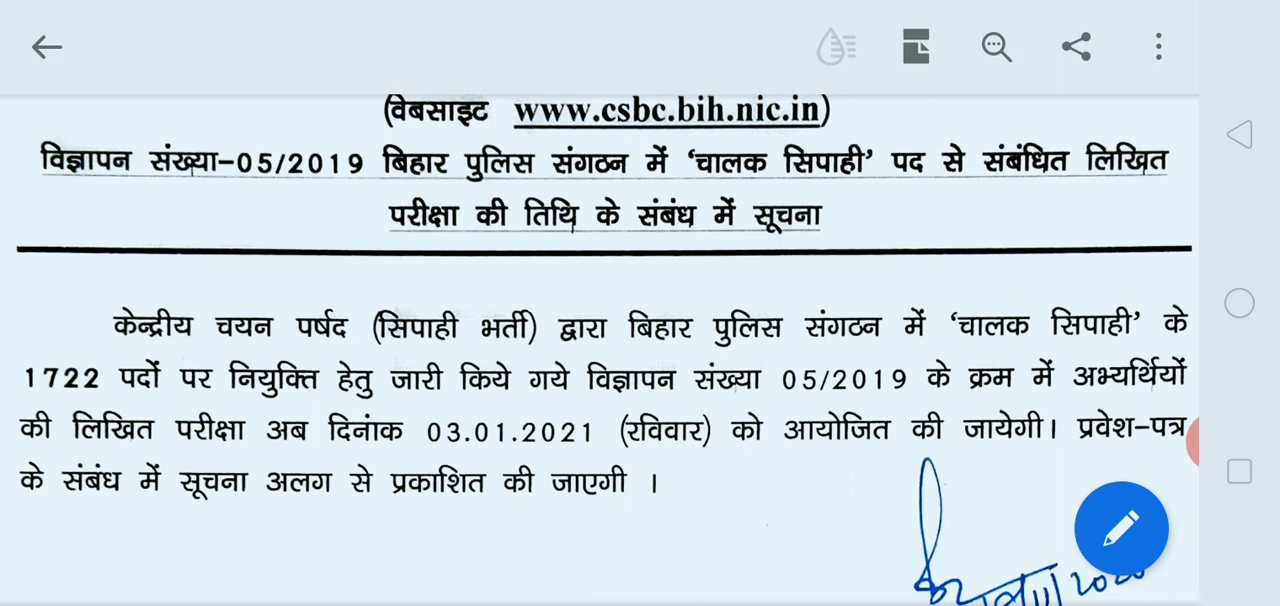 (वेबसाइट www.csbc.bih.nic.in)
विज्ञापन संख्या-05/2019 बिहार पुलिस संगठन में ‘चालक सिपाही’ पद से संबंधित लिखित
परीक्षा की तिथि के संबंध में सूचना
केन्द्रीय चयन पर्षद (सिपाही भर्ती) द्वारा बिहार पुलिस संगठन में ‘चालक सिपाही’ के
1722 पदों पर नियुक्ति हेतु जारी किये गये विज्ञापन संख्या 05/2019 के क्रम में अभ्यर्थियों
की लिखित परीक्षा अब दिनांक 03.01.2021 (रविवार) को आयोजित की जायेगी। प्रवेश-पत्र
के संबंध में सूचना अलग से प्रकाशित की जाएगी ।